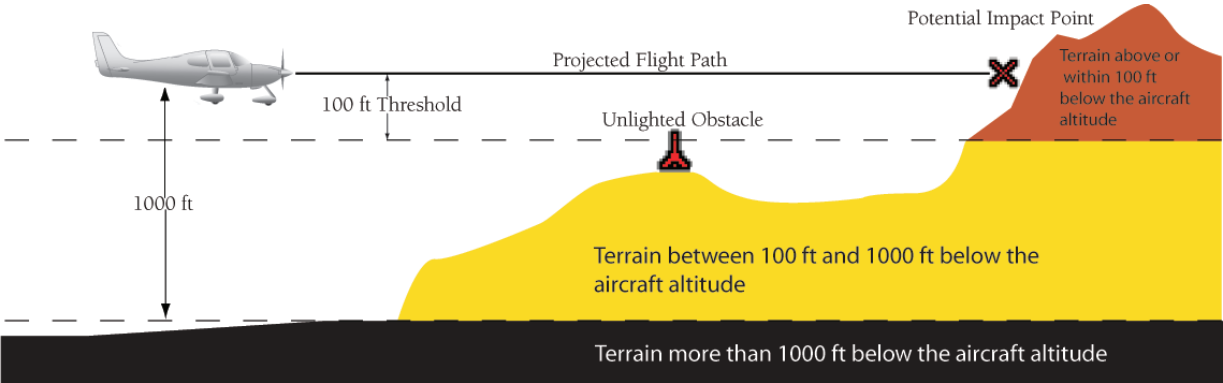 Potential Impact Point
Projected Flight Path
Terrain above or
within 100 ft
below the aircraft
altitude
100 ft Threshold
Unlighted Obstacle
1000 ft
Terrain between 100 ft and 1000 ft below the
aircraft altitude
Terrain more than 1000 ft below the aircraft altitude